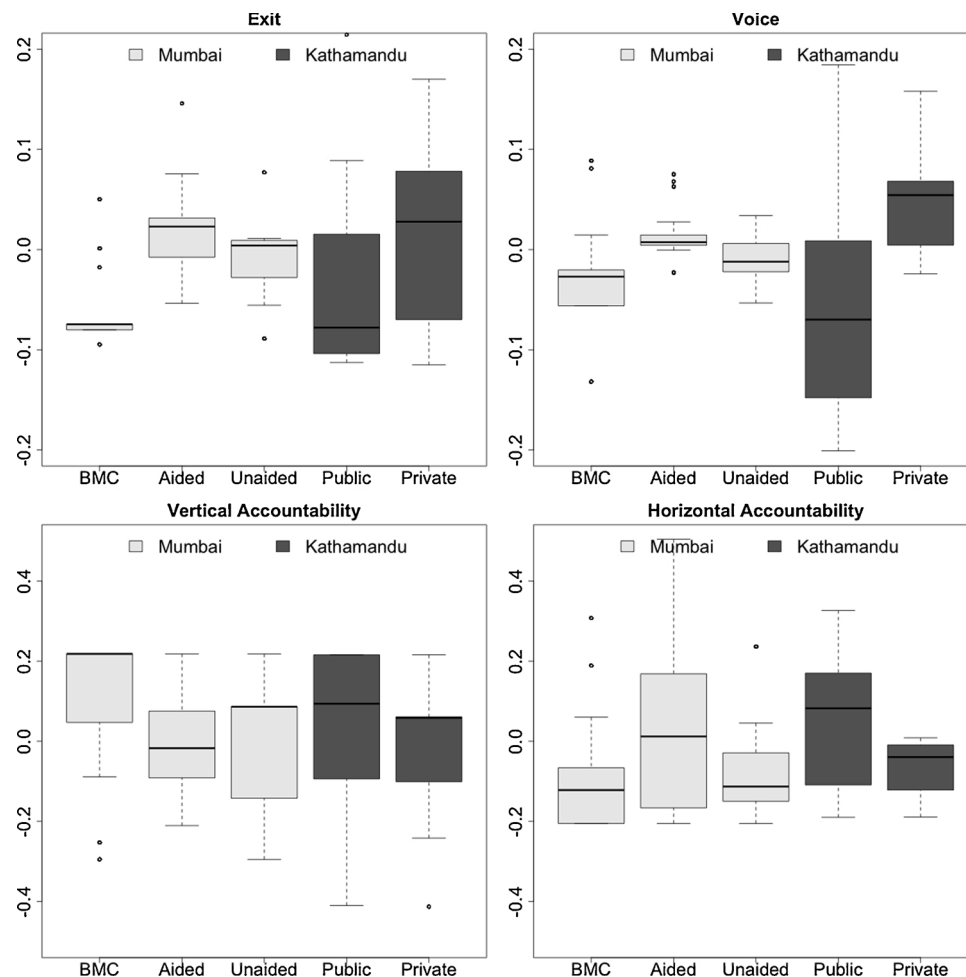 Exit
Mumbai Kathamandu
0.2
0.1
0.0
-0.1
-0.2
BMC Aided Unaided Public Private
Voice
Mumbai Kathamandu
0.2
0.1
0.0
-0.1
-0.2
BMC Aided Unaided Public Private
Vertical Accountability
Mumbai Kathamandu
0.4
0.2
0.0
-0.2
-0.4
BMC Aided Unaided Public Private
Horizontal Accountability
Mumbai Kathamandu
0.4
0.2
0.0
-0.2
-0.4
BMC Aided Unaided Public Private